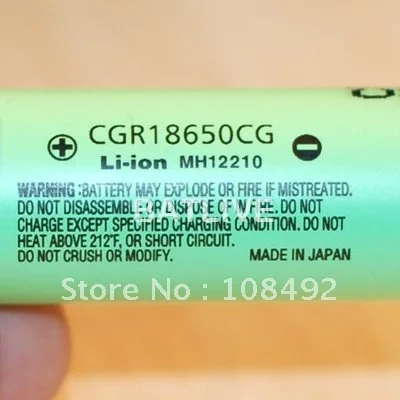 CGR18650CG
Li-ion MH12210
WARNING:BATTERY MAY EXPLODE OR FIRE IF MISTREATED.
DO NOT DISASSEMBLE OR DISPOSE OF IN FIRE. DO NOT
CHARGE EXCEPT SPECIFIED CHARGING CONDITION. DO NOT
HEAT ABOVE 212°F, OR SHORT CIRCUIT.
DO NOT CRUSH OR MODIFY.
MADE IN JAPAN
BATLIVE
Store No : 108492